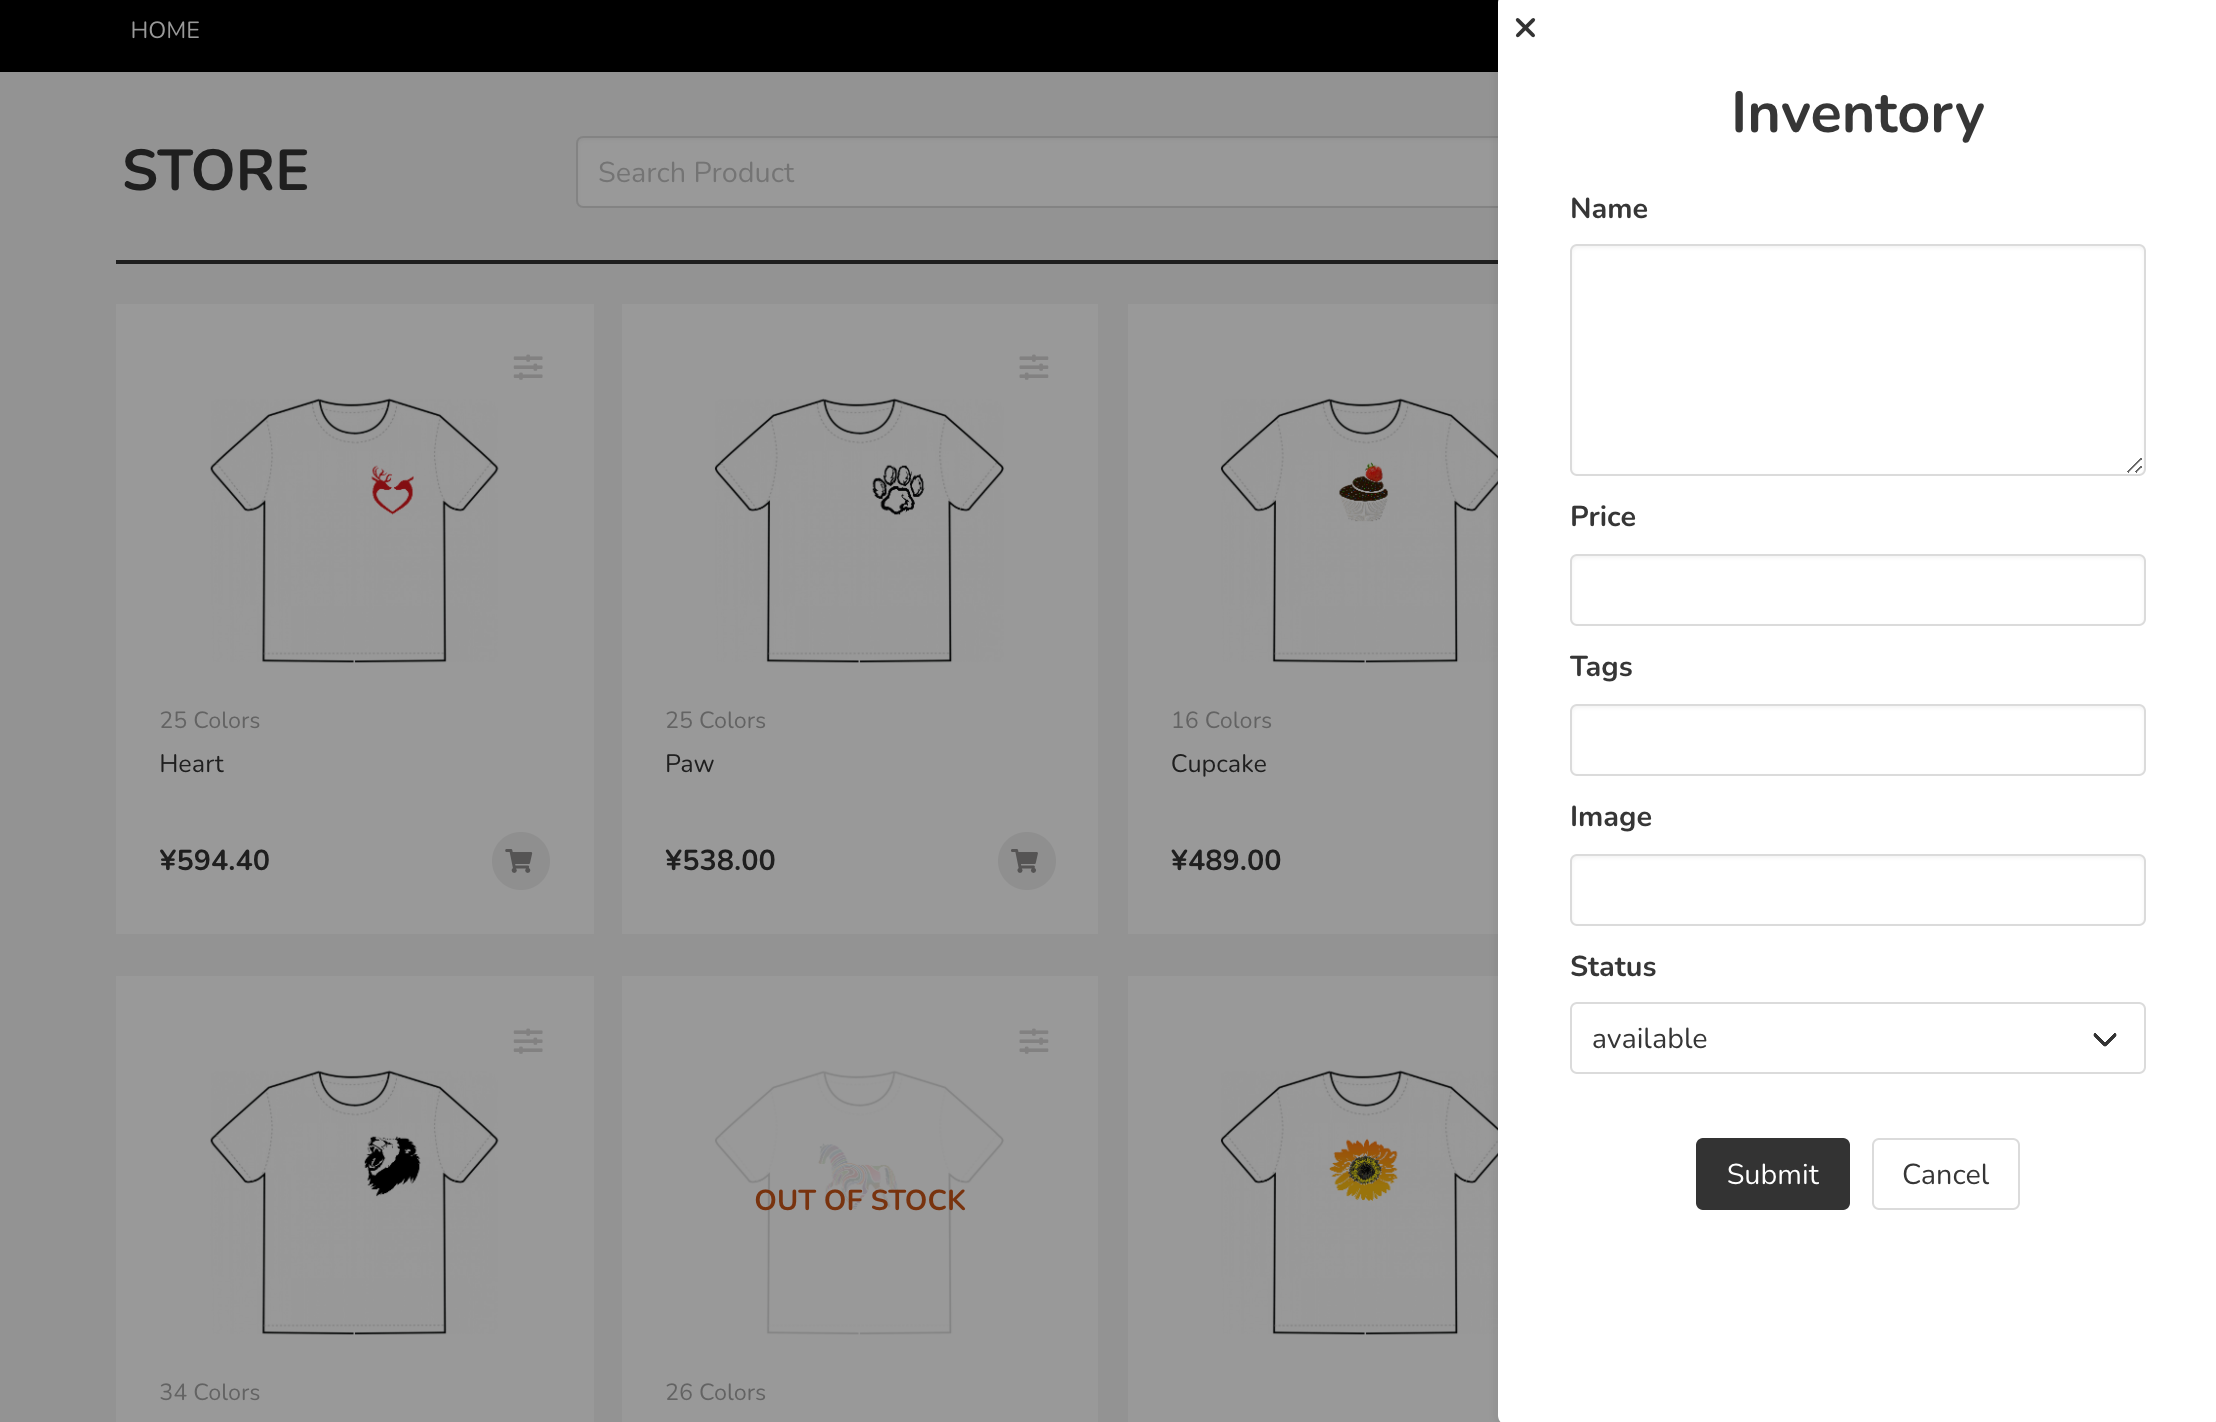 HOME
STORE
Search Product
25 Colors
Heart
¥594.40
25 Colors
Paw
¥538.00
16 Colors
Cupcake
¥489.00
34 Colors
OUT OF STOCK
26 Colors
Inventory
Name
Price
Tags
Image
Status
available
Submit
Cancel